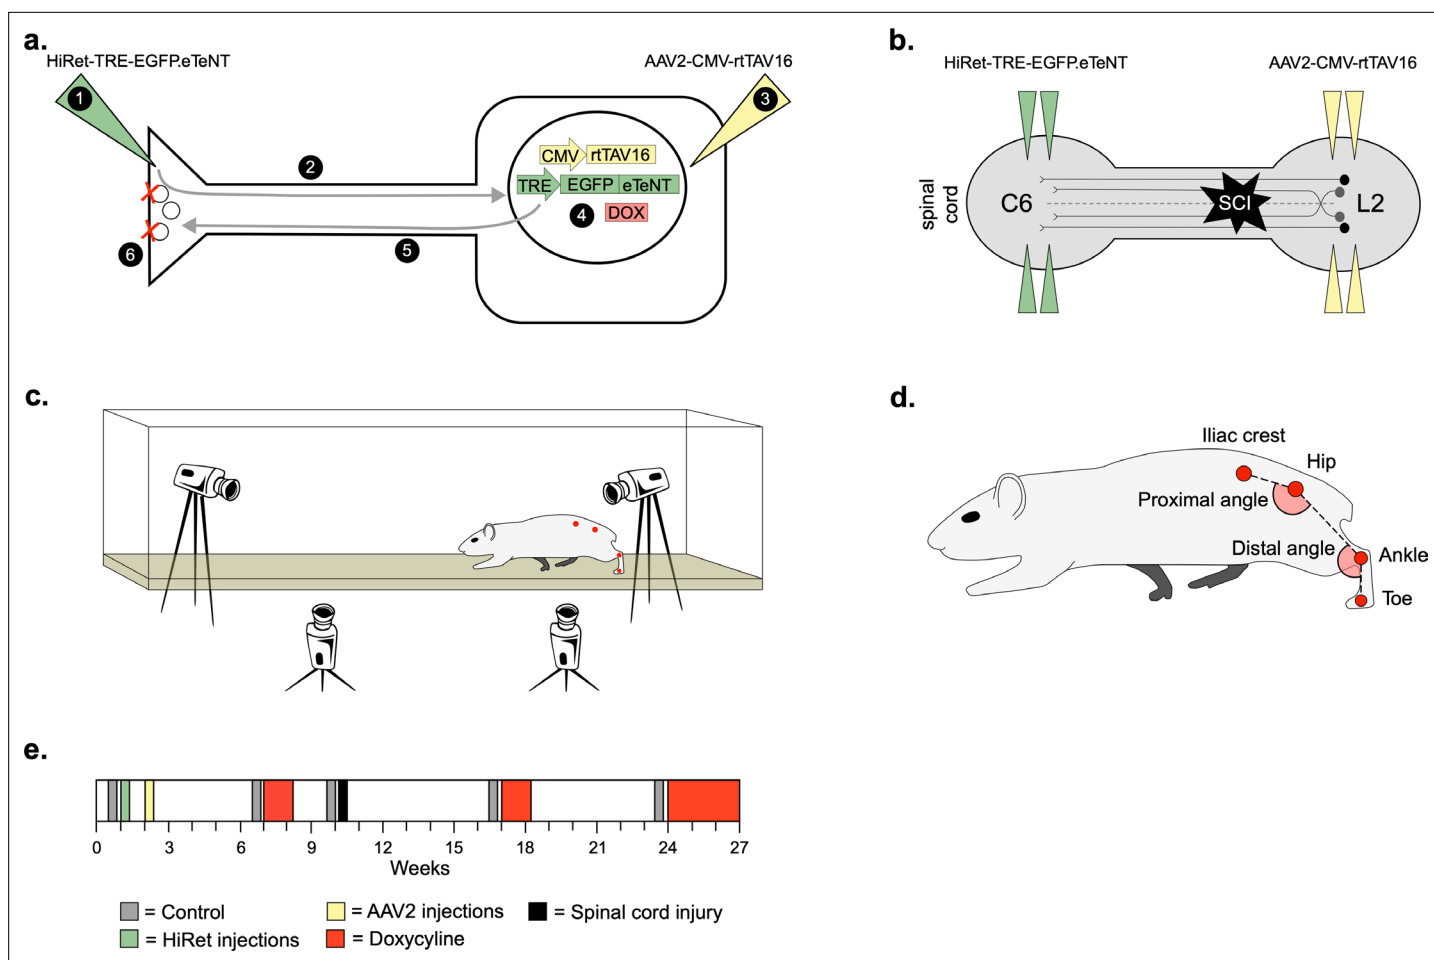 a.
HiRet-TRE-EGFP.eTeNT
AAV2-CMV-rtTAV16
1
3
2
CMV
rtTAV16
TRE
EGFP
eTeNT
4
DOX
6
5
b.
HiRet-TRE-EGFP.eTeNT
AAV2-CMV-rtTAV16
spinal
cord
C6
SCI
L2
c.
d.
Iliac crest
Hip
Proximal angle
Distal angle
Ankle
Toe
e.
0 3 6 9 12 15 18 21 24 27
Weeks
= Control
= AAV2 injections
= Spinal cord injury
= HiRet injections
= Doxycyline